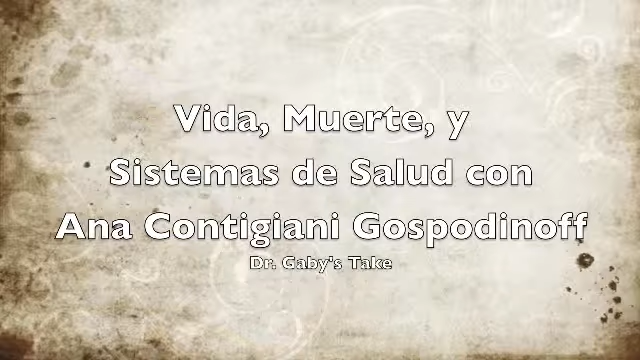 Vida, Muerte, y
Sistemas de Salud con
Ana Contigiani Gospodinoff
Dr. Gaby's Take